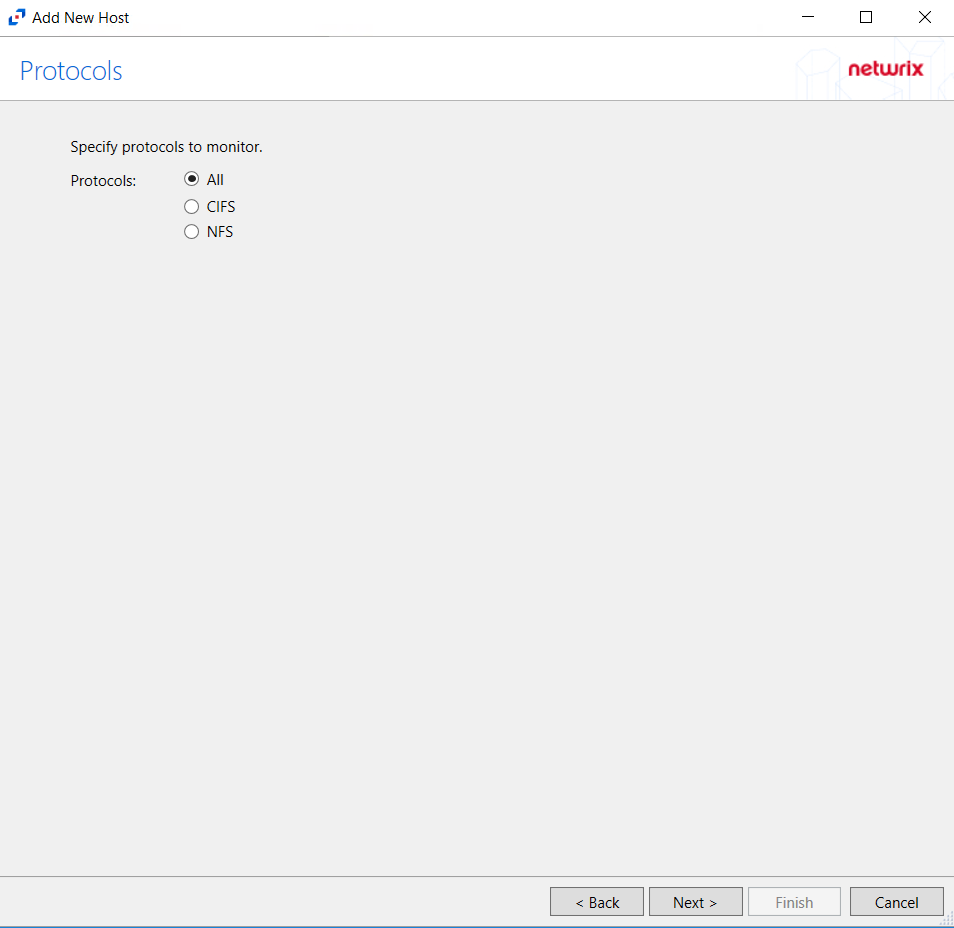 Add New Host
Protocols
netwrix
Specify protocols to monitor.
Protocols:
All
CIFS
NFS
< Back
Next >
Finish
Cancel